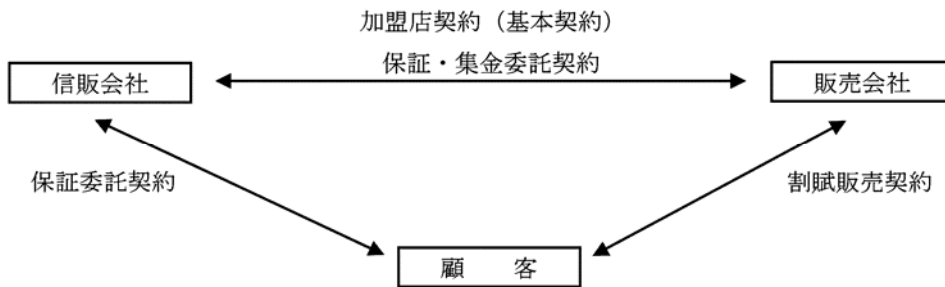 加盟店契約（基本契約）
保証・集金委託契約
信販会社
販売会社
保証委託契約
割賦販売契約
顧　　客